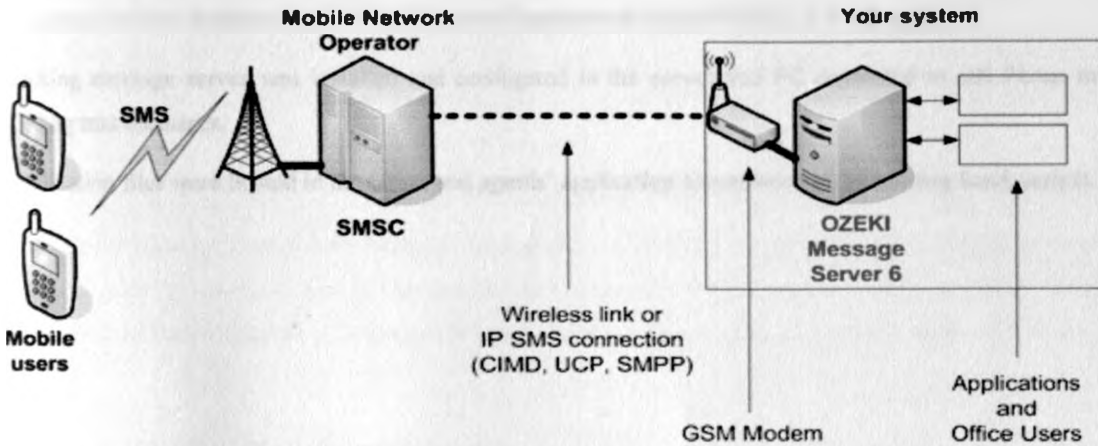 Mobile Network
Operator
Your system
SMS
SMSC
OZEKI
Message
Server 6
Mobile
users
Wireless link or
IP SMS connection
(CIMD, UCP, SMPP)
GSM Modem
Applications
and
Office Users